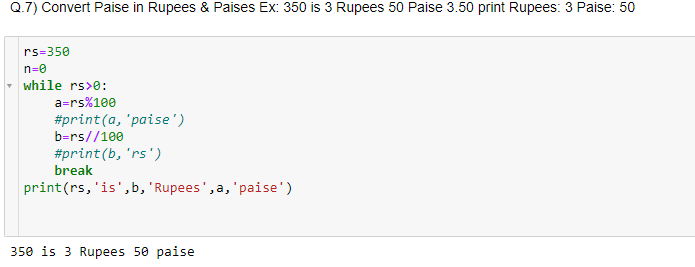 Q.7) Convert Paise in Rupees & Paises Ex: 350 is 3 Rupees 50 Paise 3.50 print Rupees: 3 Paise: 50
rs=350
n=0
while rs>0:
    a=rs%100
    #print(a,'paise')
    b=rs//100
    #print(b,'rs')
    break
print(rs,'is',b,'Rupees',a,'paise')
350 is 3 Rupees 50 paise